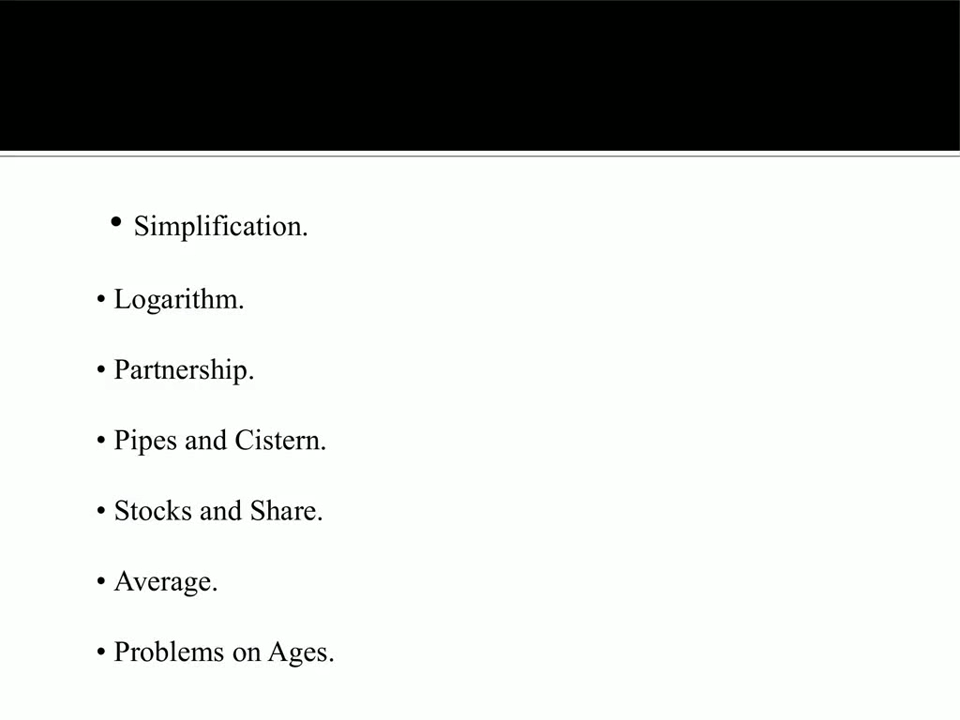 • Simplification.
• Logarithm.
• Partnership.
• Pipes and Cistern.
• Stocks and Share.
• Average.
• Problems on Ages.